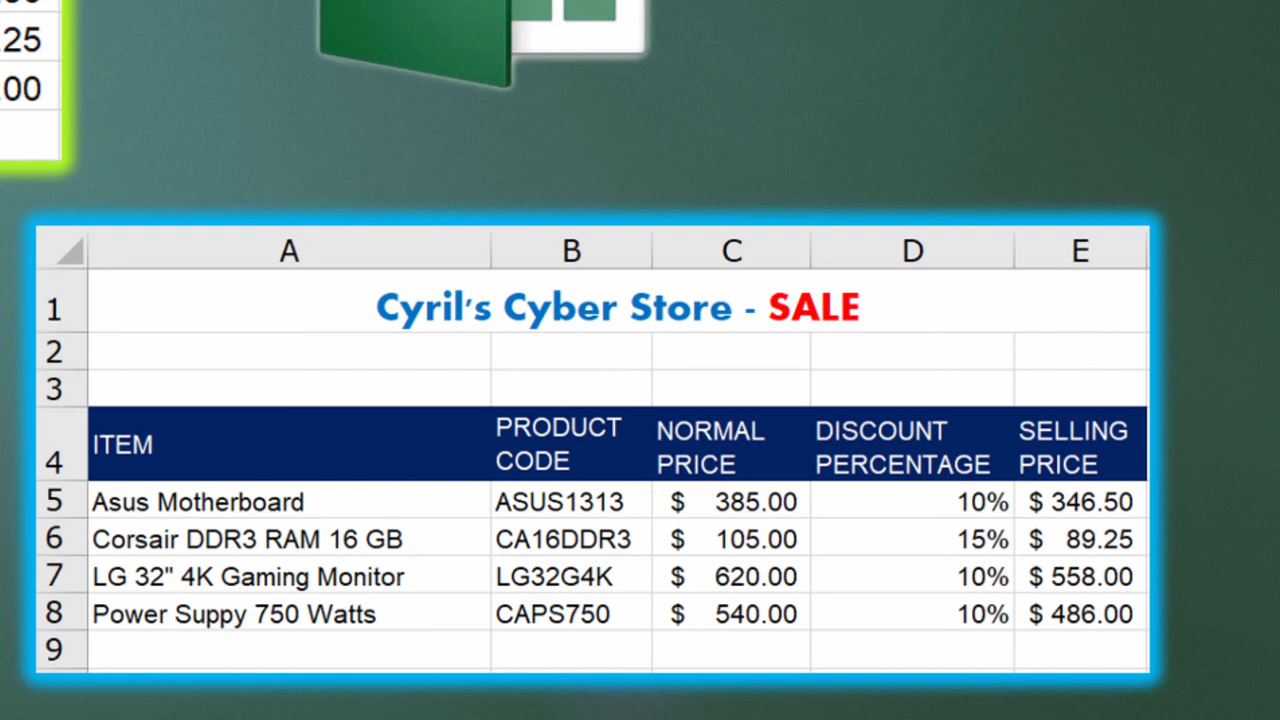 25
00
A B C D E
1 Cyril's Cyber Store - SALE
2
3
4 ITEM PRODUCT CODE NORMAL PRICE DISCOUNT PERCENTAGE SELLING PRICE
5 Asus Motherboard ASUS1313 $ 385.00 10% $ 346.50
6 Corsair DDR3 RAM 16 GB CA16DDR3 $ 105.00 15% $ 89.25
7 LG 32" 4K Gaming Monitor LG32G4K $ 620.00 10% $ 558.00
8 Power Suppy 750 Watts CAPS750 $ 540.00 10% $ 486.00
9